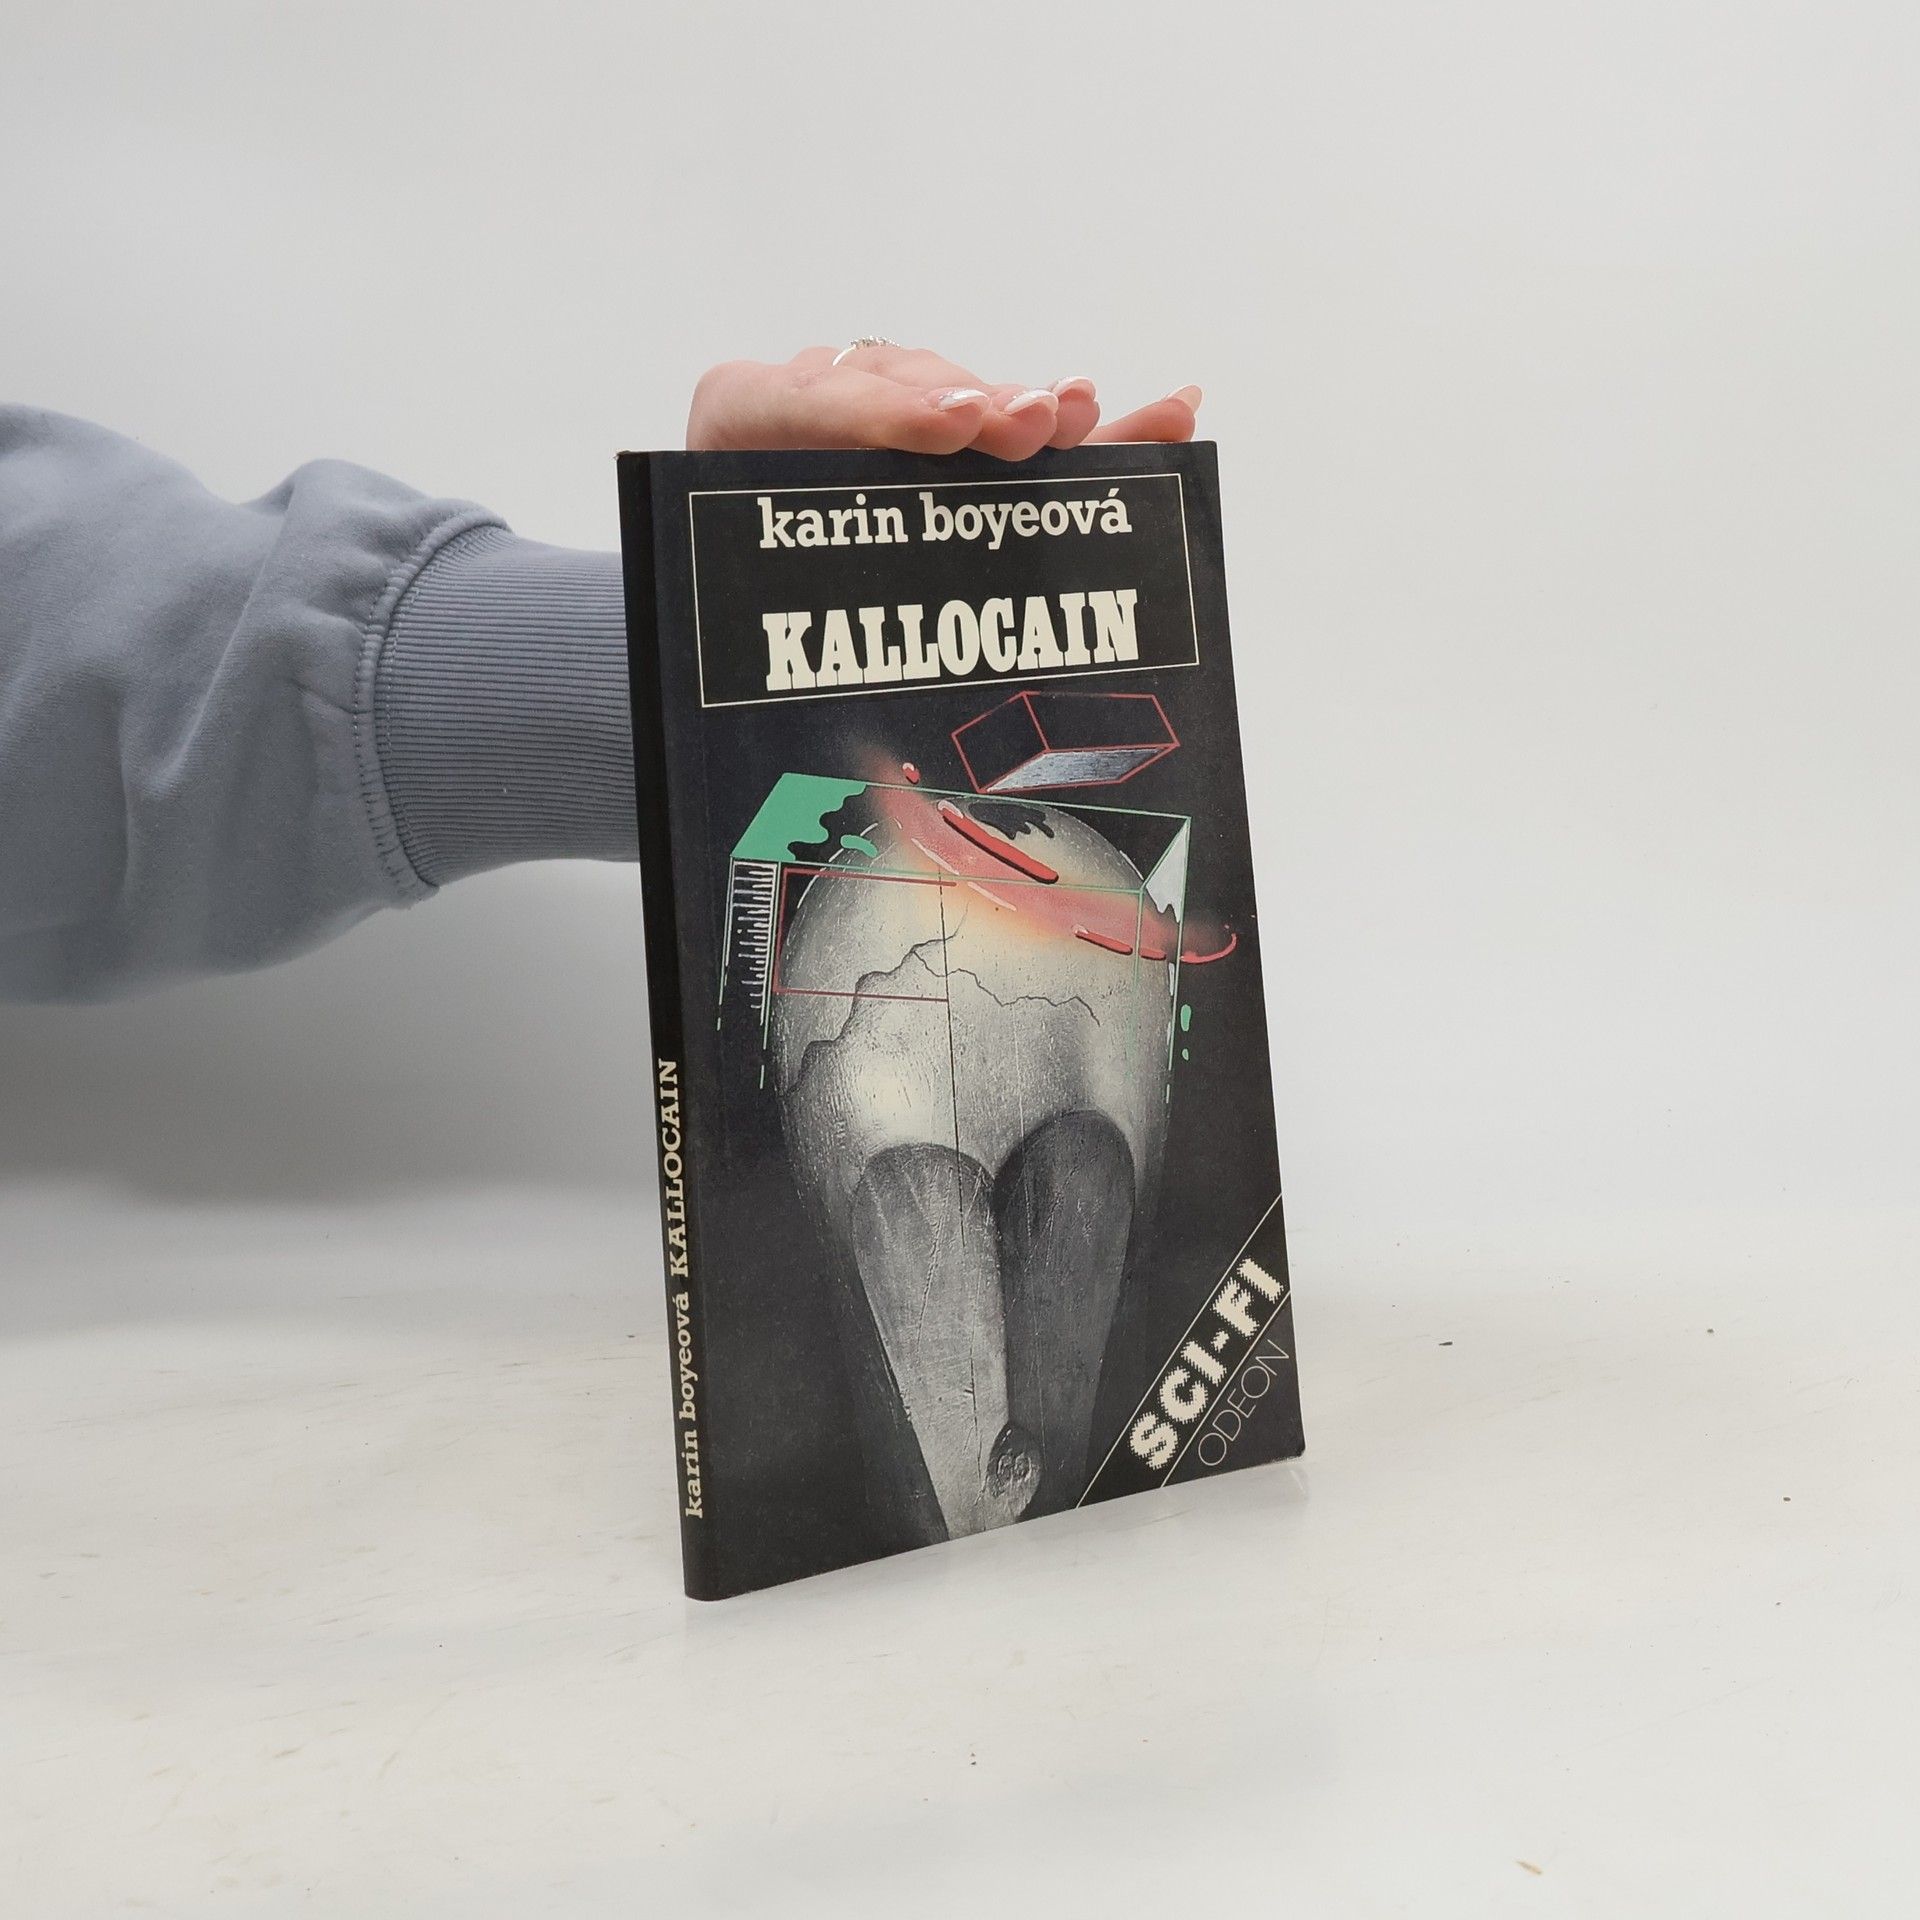 karin boyeová
KALLOCAIN
karin boyeová KALLOCAIN
SCI-FI
ODEON